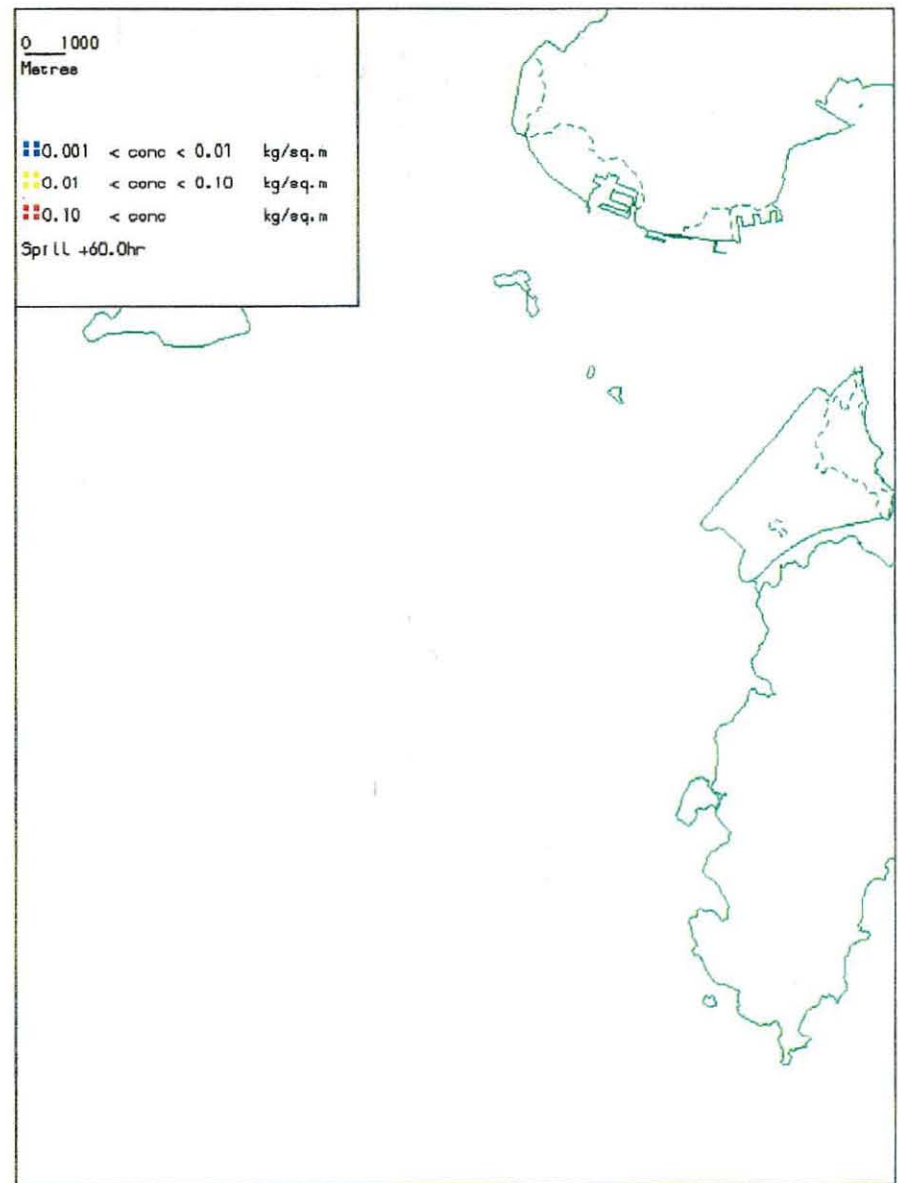 0 1000
Metres
0.001 < conc < 0.01 kg/sq.m
0.01 < conc < 0.10 kg/sq.m
0.10 < conc kg/sq.m
Spill +60.0hr